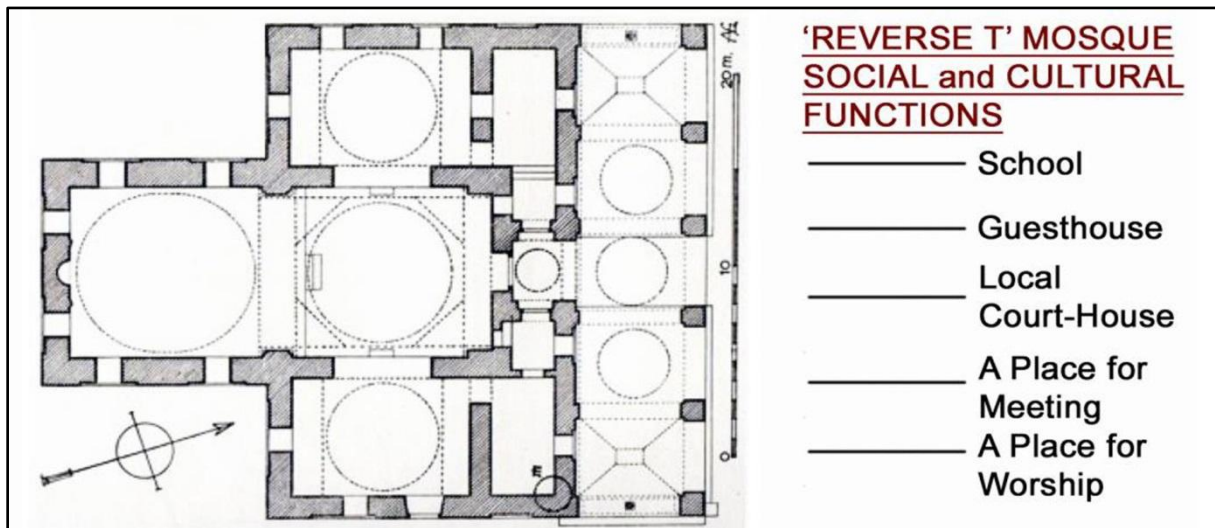 'REVERSE T' MOSQUE
SOCIAL and CULTURAL
FUNCTIONS
School
Guesthouse
Local
Court-House
A Place for
Meeting
A Place for
Worship
20 m.
10
0
m